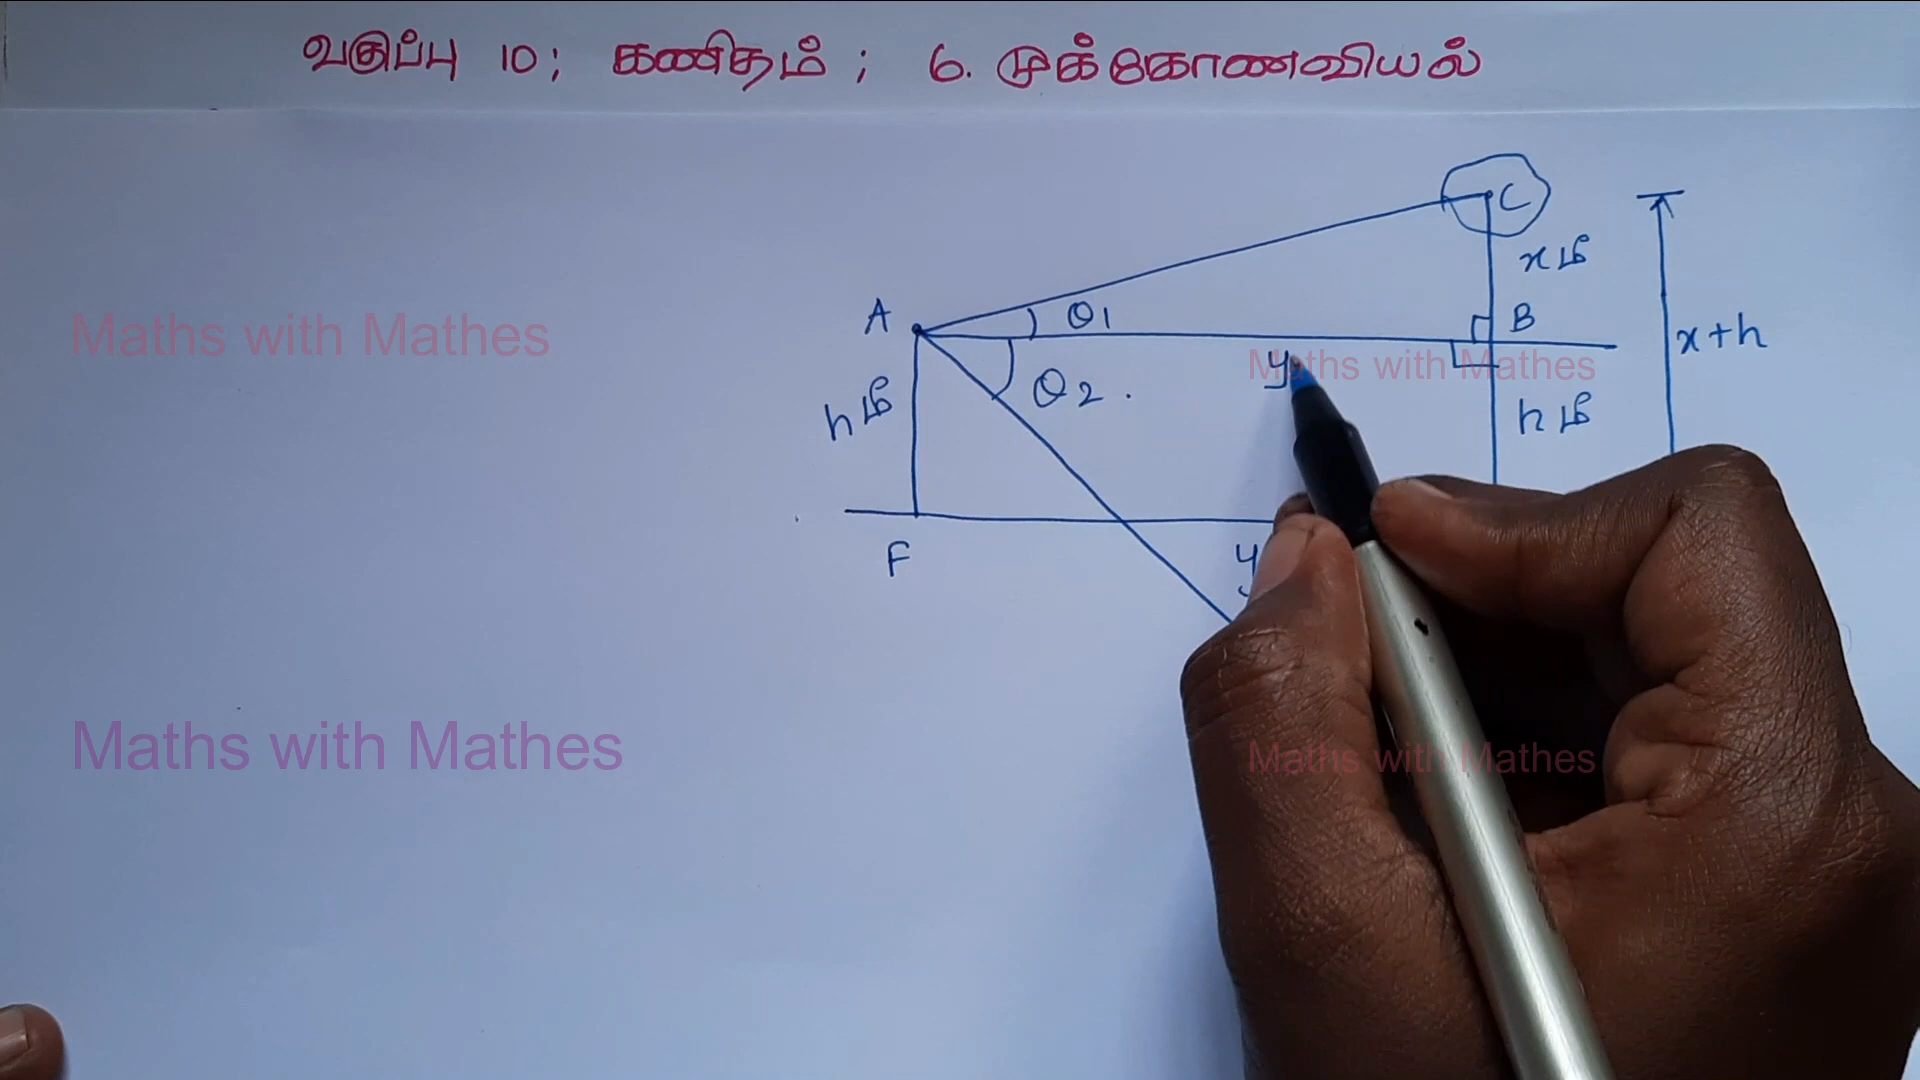 வகுப்பு 10; கணிதம் ; 6. முக்கோணவியல்
C
x மீ
A
θ1
B
x+h
Maths with Mathes
y
Maths with Mathes
θ2 .
h மீ
h மீ
F
y
Maths with Mathes
Maths with Mathes